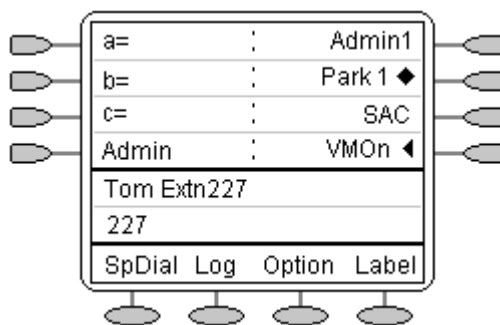 a= Admin1
b= Park 1 ◆
c= SAC
Admin VMOn ◀
Tom Extn227
227
SpDial Log Option Label